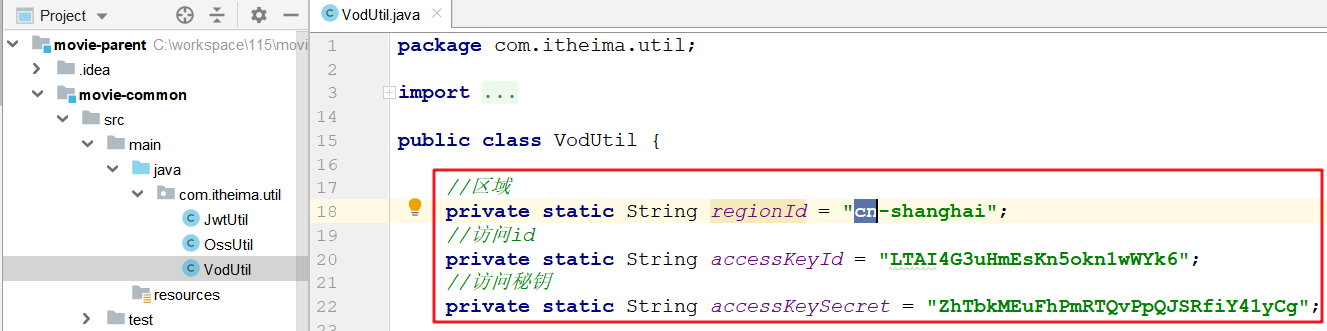 Project
VodUtil.java
movie-parent C:\workspace\115\movi
.idea
movie-common
src
main
java
com.itheima.util
JwtUtil
OssUtil
VodUtil
resources
test
1 package com.itheima.util;
2
3 import ...
14
15 public class VodUtil {
16
17 //区域
18 private static String regionId = "cn-shanghai";
19 //访问id
20 private static String accessKeyId = "LTAI4G3uHmEsKn5okn1wWYk6";
21 //访问秘钥
22 private static String accessKeySecret = "ZhTbkMEuFhPmRTQvPpQJSRfiY41yCg";